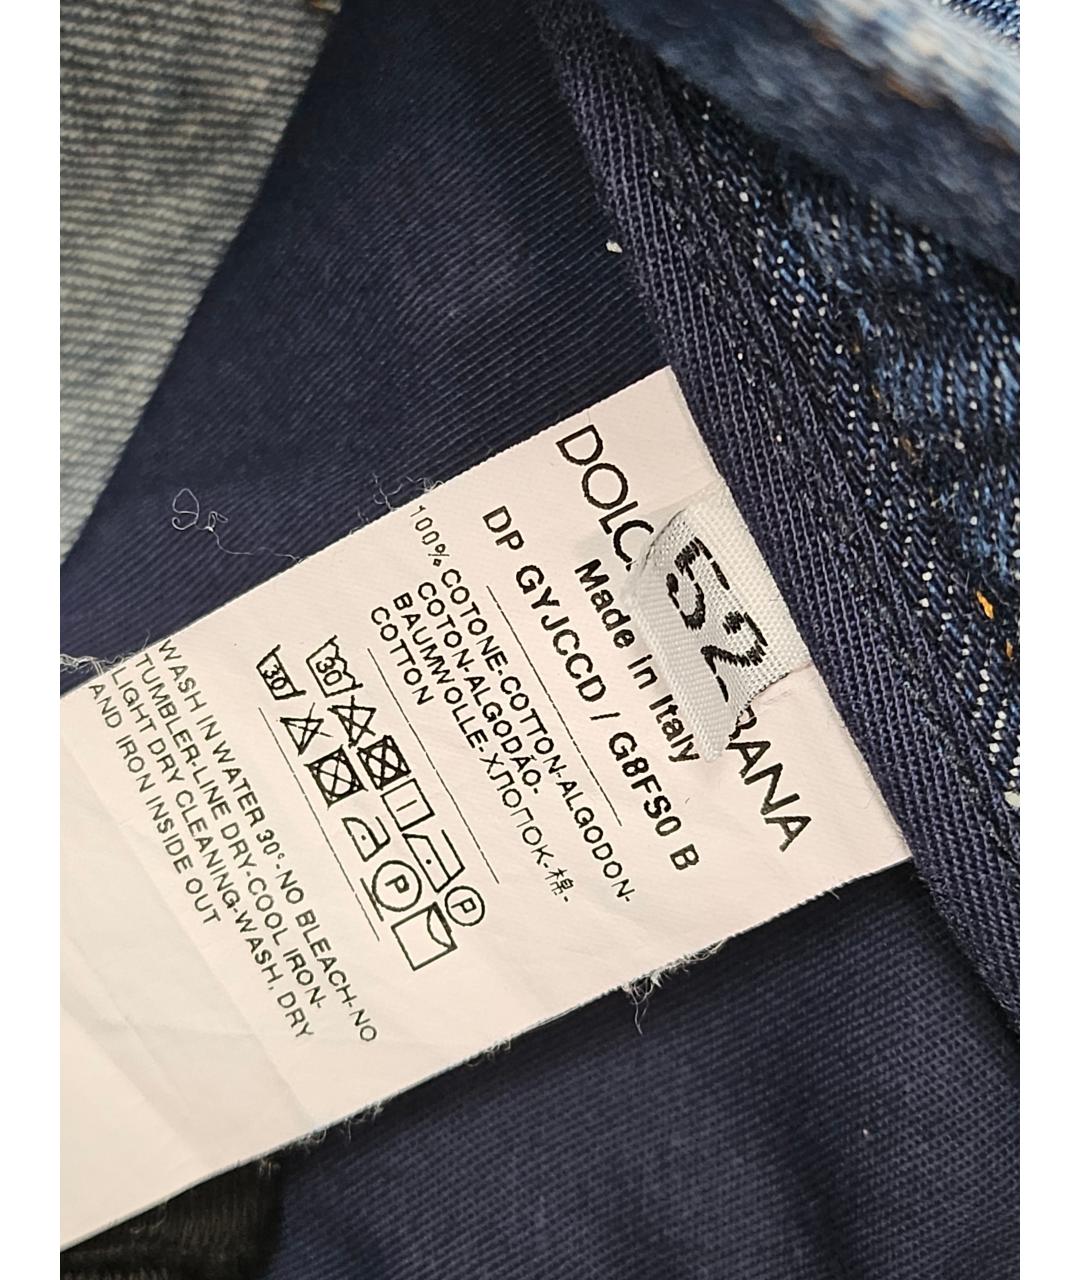 DOLC
BANA
52
Made in Italy
DP GYJCCD / G8FS0 B
100% COTONE-COTTON-ALGODON-
COTON-ALGODÃO-
BAUMWOLLE-ХЛОПОК-棉-
COTTON
30 P
30 P
WASH IN WATER 30°-NO BLEACH-NO
TUMBLER-LINE DRY-COOL IRON-
LIGHT DRY CLEANING-WASH, DRY
AND IRON INSIDE OUT